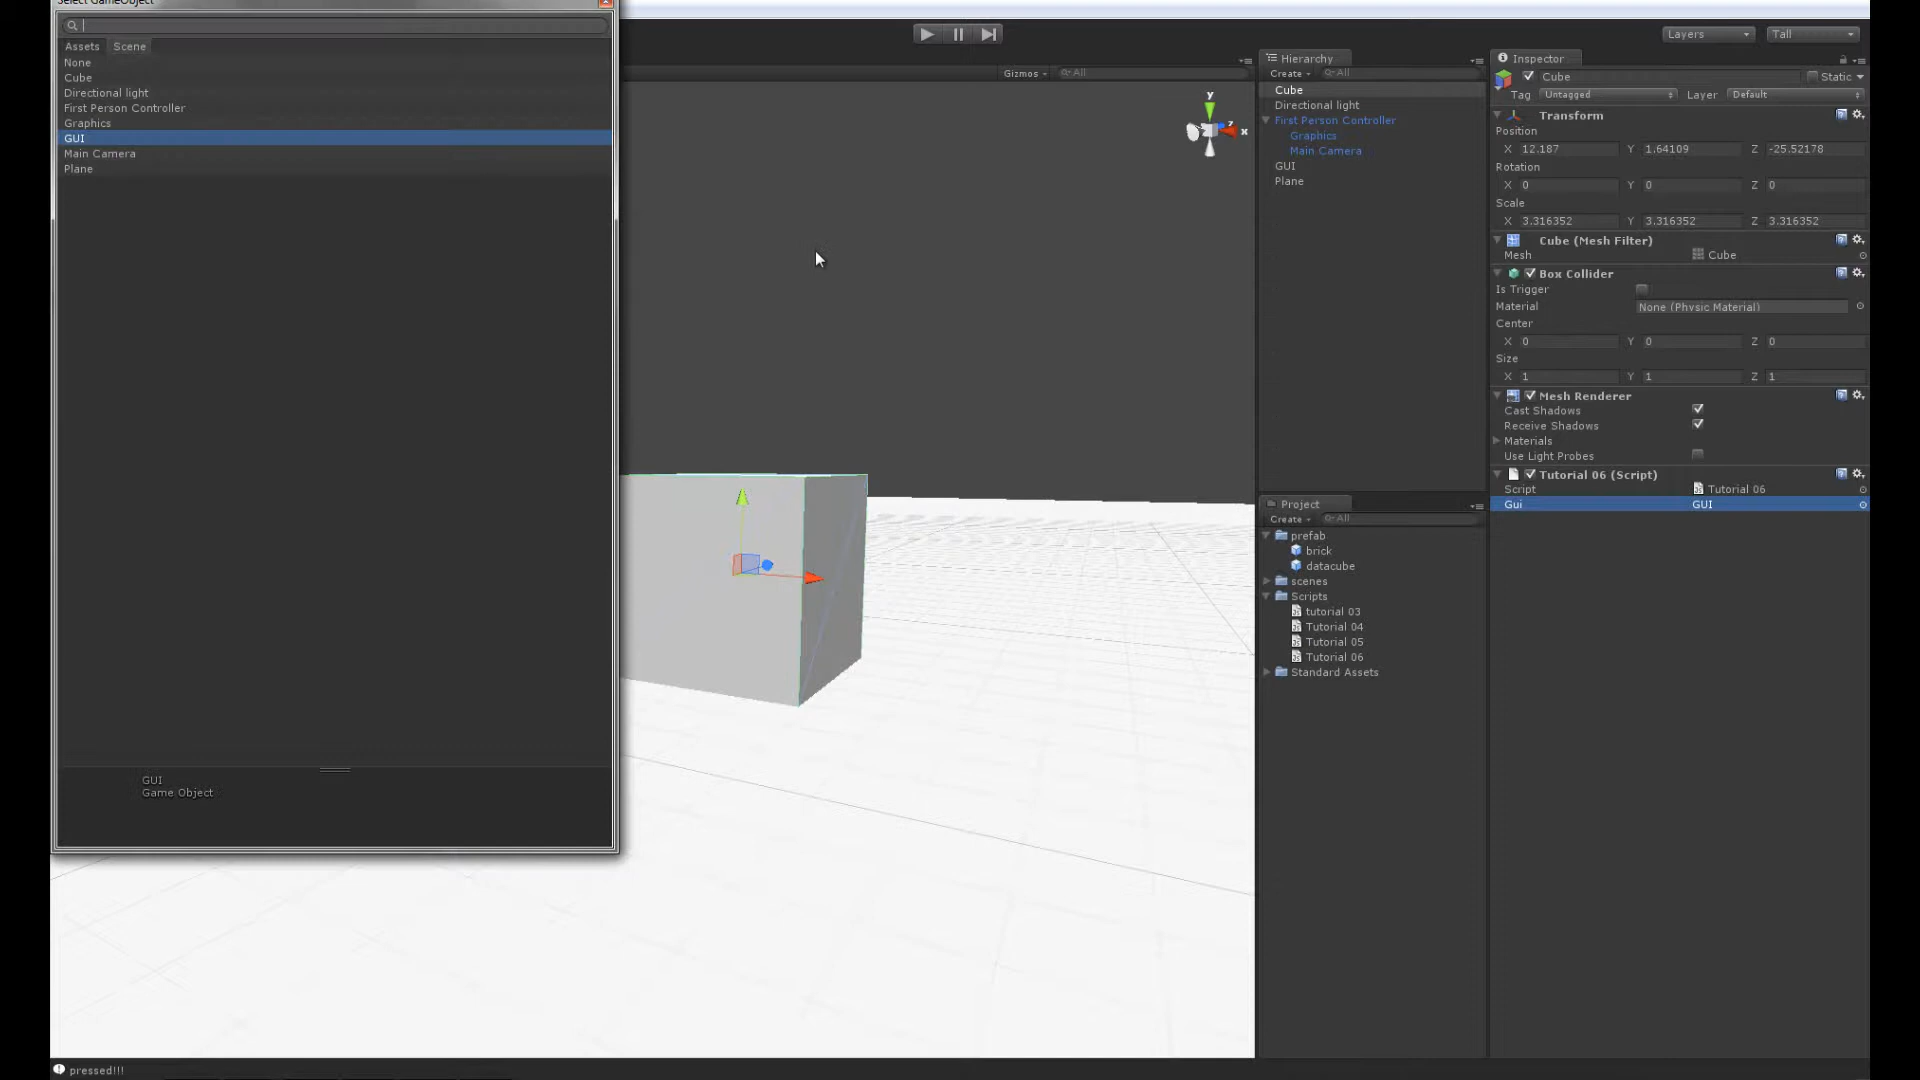 Select GameObject
Assets Scene
None
Cube
Directional light
First Person Controller
Graphics
GUI
Main Camera
Plane
GUI
Game Object
pressed!!!
Gizmos All
y
z
x
Hierarchy
Create All
Cube
Directional light
First Person Controller
Graphics
Main Camera
GUI
Plane
Project
Create All
prefab
brick
datacube
scenes
Scripts
tutorial 03
Tutorial 04
Tutorial 05
Tutorial 06
Standard Assets
Layers Tall
Inspector
Cube Static
Tag Untagged Layer Default
Transform
Position
X 12.187 Y 1.64109 Z -25.52178
Rotation
X 0 Y 0 Z 0
Scale
X 3.316352 Y 3.316352 Z 3.316352
Cube (Mesh Filter)
Mesh Cube
Box Collider
Is Trigger
Material None (Physic Material)
Center
X 0 Y 0 Z 0
Size
X 1 Y 1 Z 1
Mesh Renderer
Cast Shadows
Receive Shadows
Materials
Use Light Probes
Tutorial 06 (Script)
Script Tutorial 06
Gui GUI